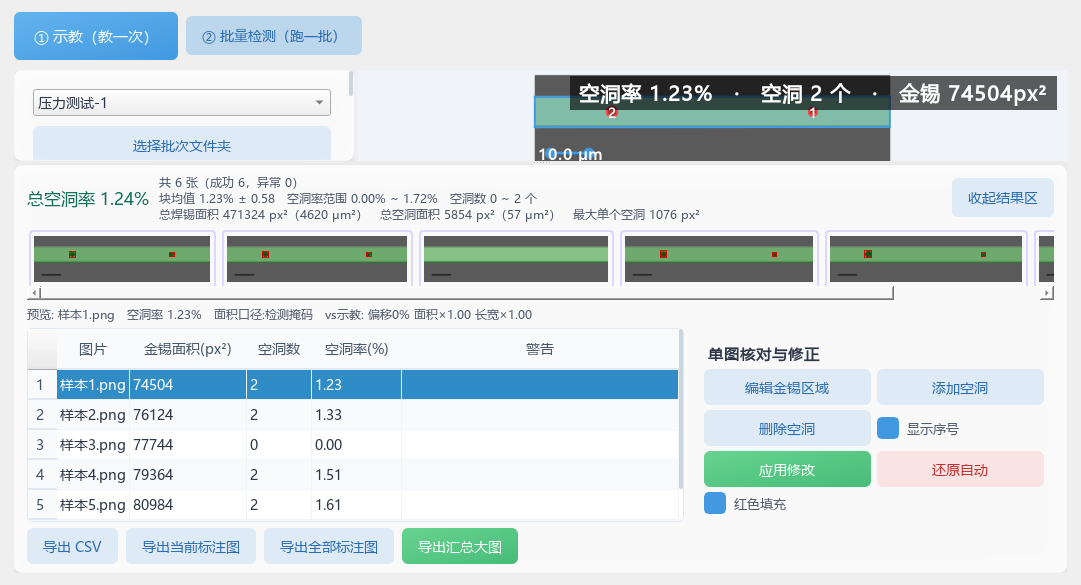 ① 示教（教一次）
② 批量检测（跑一批）
压力测试-1
选择批次文件夹
空洞率 1.23% · 空洞 2 个 · 金锡 74504px²
2
1
10.0 µm
总空洞率 1.24%
共 6 张（成功 6，异常 0）
块均值 1.23% ± 0.58 空洞率范围 0.00% ~ 1.72% 空洞数 0 ~ 2 个
总焊锡面积 471324 px²（4620 µm²） 总空洞面积 5854 px²（57 µm²） 最大单个空洞 1076 px²
收起结果区
预览: 样本1.png 空洞率 1.23% 面积口径:检测掩码 vs示教: 偏移0% 面积×1.00 长宽×1.00
图片 金锡面积(px²) 空洞数 空洞率(%) 警告
1 样本1.png 74504 2 1.23
2 样本2.png 76124 2 1.33
3 样本3.png 77744 0 0.00
4 样本4.png 79364 2 1.51
5 样本5.png 80984 2 1.61
单图核对与修正
编辑金锡区域
添加空洞
删除空洞
显示序号
应用修改
还原自动
红色填充
导出 CSV
导出当前标注图
导出全部标注图
导出汇总大图